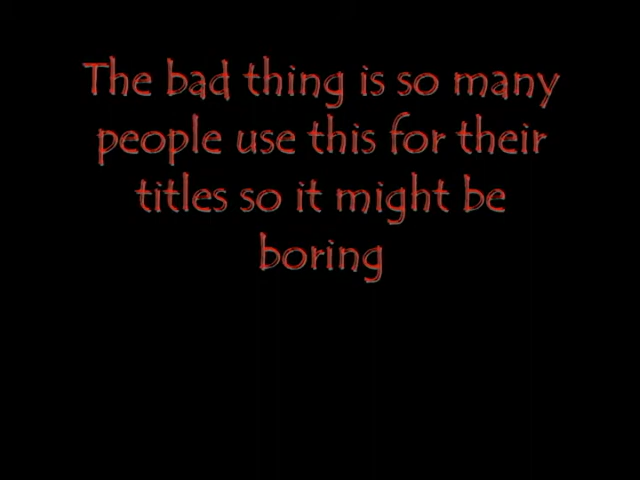 The bad thing is so many
people use this for their
titles so it might be
boring